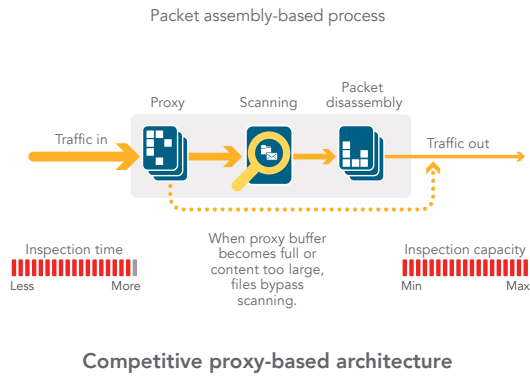 Packet assembly-based process
Proxy
Scanning
Packet
disassembly
Traffic in
Traffic out
When proxy buffer
becomes full or
content too large,
files bypass
scanning.
Inspection time
Less
More
Inspection capacity
Min
Max
Competitive proxy-based architecture